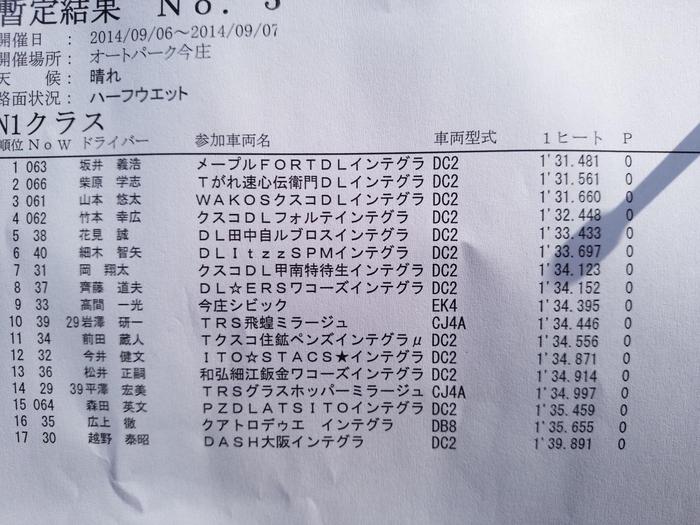 暫定結果 No. 3
開催日 : 2014/09/06～2014/09/07
開催場所: オートパーク今庄
天 候: 晴れ
路面状況: ハーフウエット
N1クラス
順位 No W ドライバー 参加車両名 車両型式 1ヒート P
1 063 坂井 義浩 メープルFORTDLインテグラ DC2 1'31.481 0
2 066 柴原 学志 Tがれ速心伝衛門DLインテグラ DC2 1'31.561 0
3 061 山本 悠太 WAKOSクスコDLインテグラ DC2 1'31.660 0
4 062 竹本 幸広 クスコDLフォルテインテグラ DC2 1'32.448 0
5 38 花見 誠 DL田中自ルブロスインテグラ DC2 1'33.433 0
6 40 細木 智矢 DLItzzSPMインテグラ DC2 1'33.697 0
7 31 岡 翔太 クスコDL甲南特待生インテグラ DC2 1'34.123 0
8 37 齊藤 道夫 DL☆ERSワコーズインテグラ DC2 1'34.152 0
9 33 高間 一光 今庄シビック EK4 1'34.395 0
10 39 29 岩澤 研一 TRS飛蝗ミラージュ CJ4A 1'34.446 0
11 34 前田 蔵人 Tクスコ住鉱ペンズインテグラμ DC2 1'34.556 0
12 32 今井 健文 ITO☆STACS★インテグラ DC2 1'34.871 0
13 36 松井 正嗣 和弘細江鈑金ワコーズインテグラ DC2 1'34.914 0
14 29 39 平澤 宏美 TRSグラスホッパーミラージュ CJ4A 1'34.997 0
15 064 森田 英文 PZDLATSITOインテグラ DC2 1'35.459 0
16 35 広上 徹 クアトロデゥエ インテグラ DB8 1'35.655 0
17 30 越野 泰昭 DASH大阪インテグラ DC2 1'39.891 0